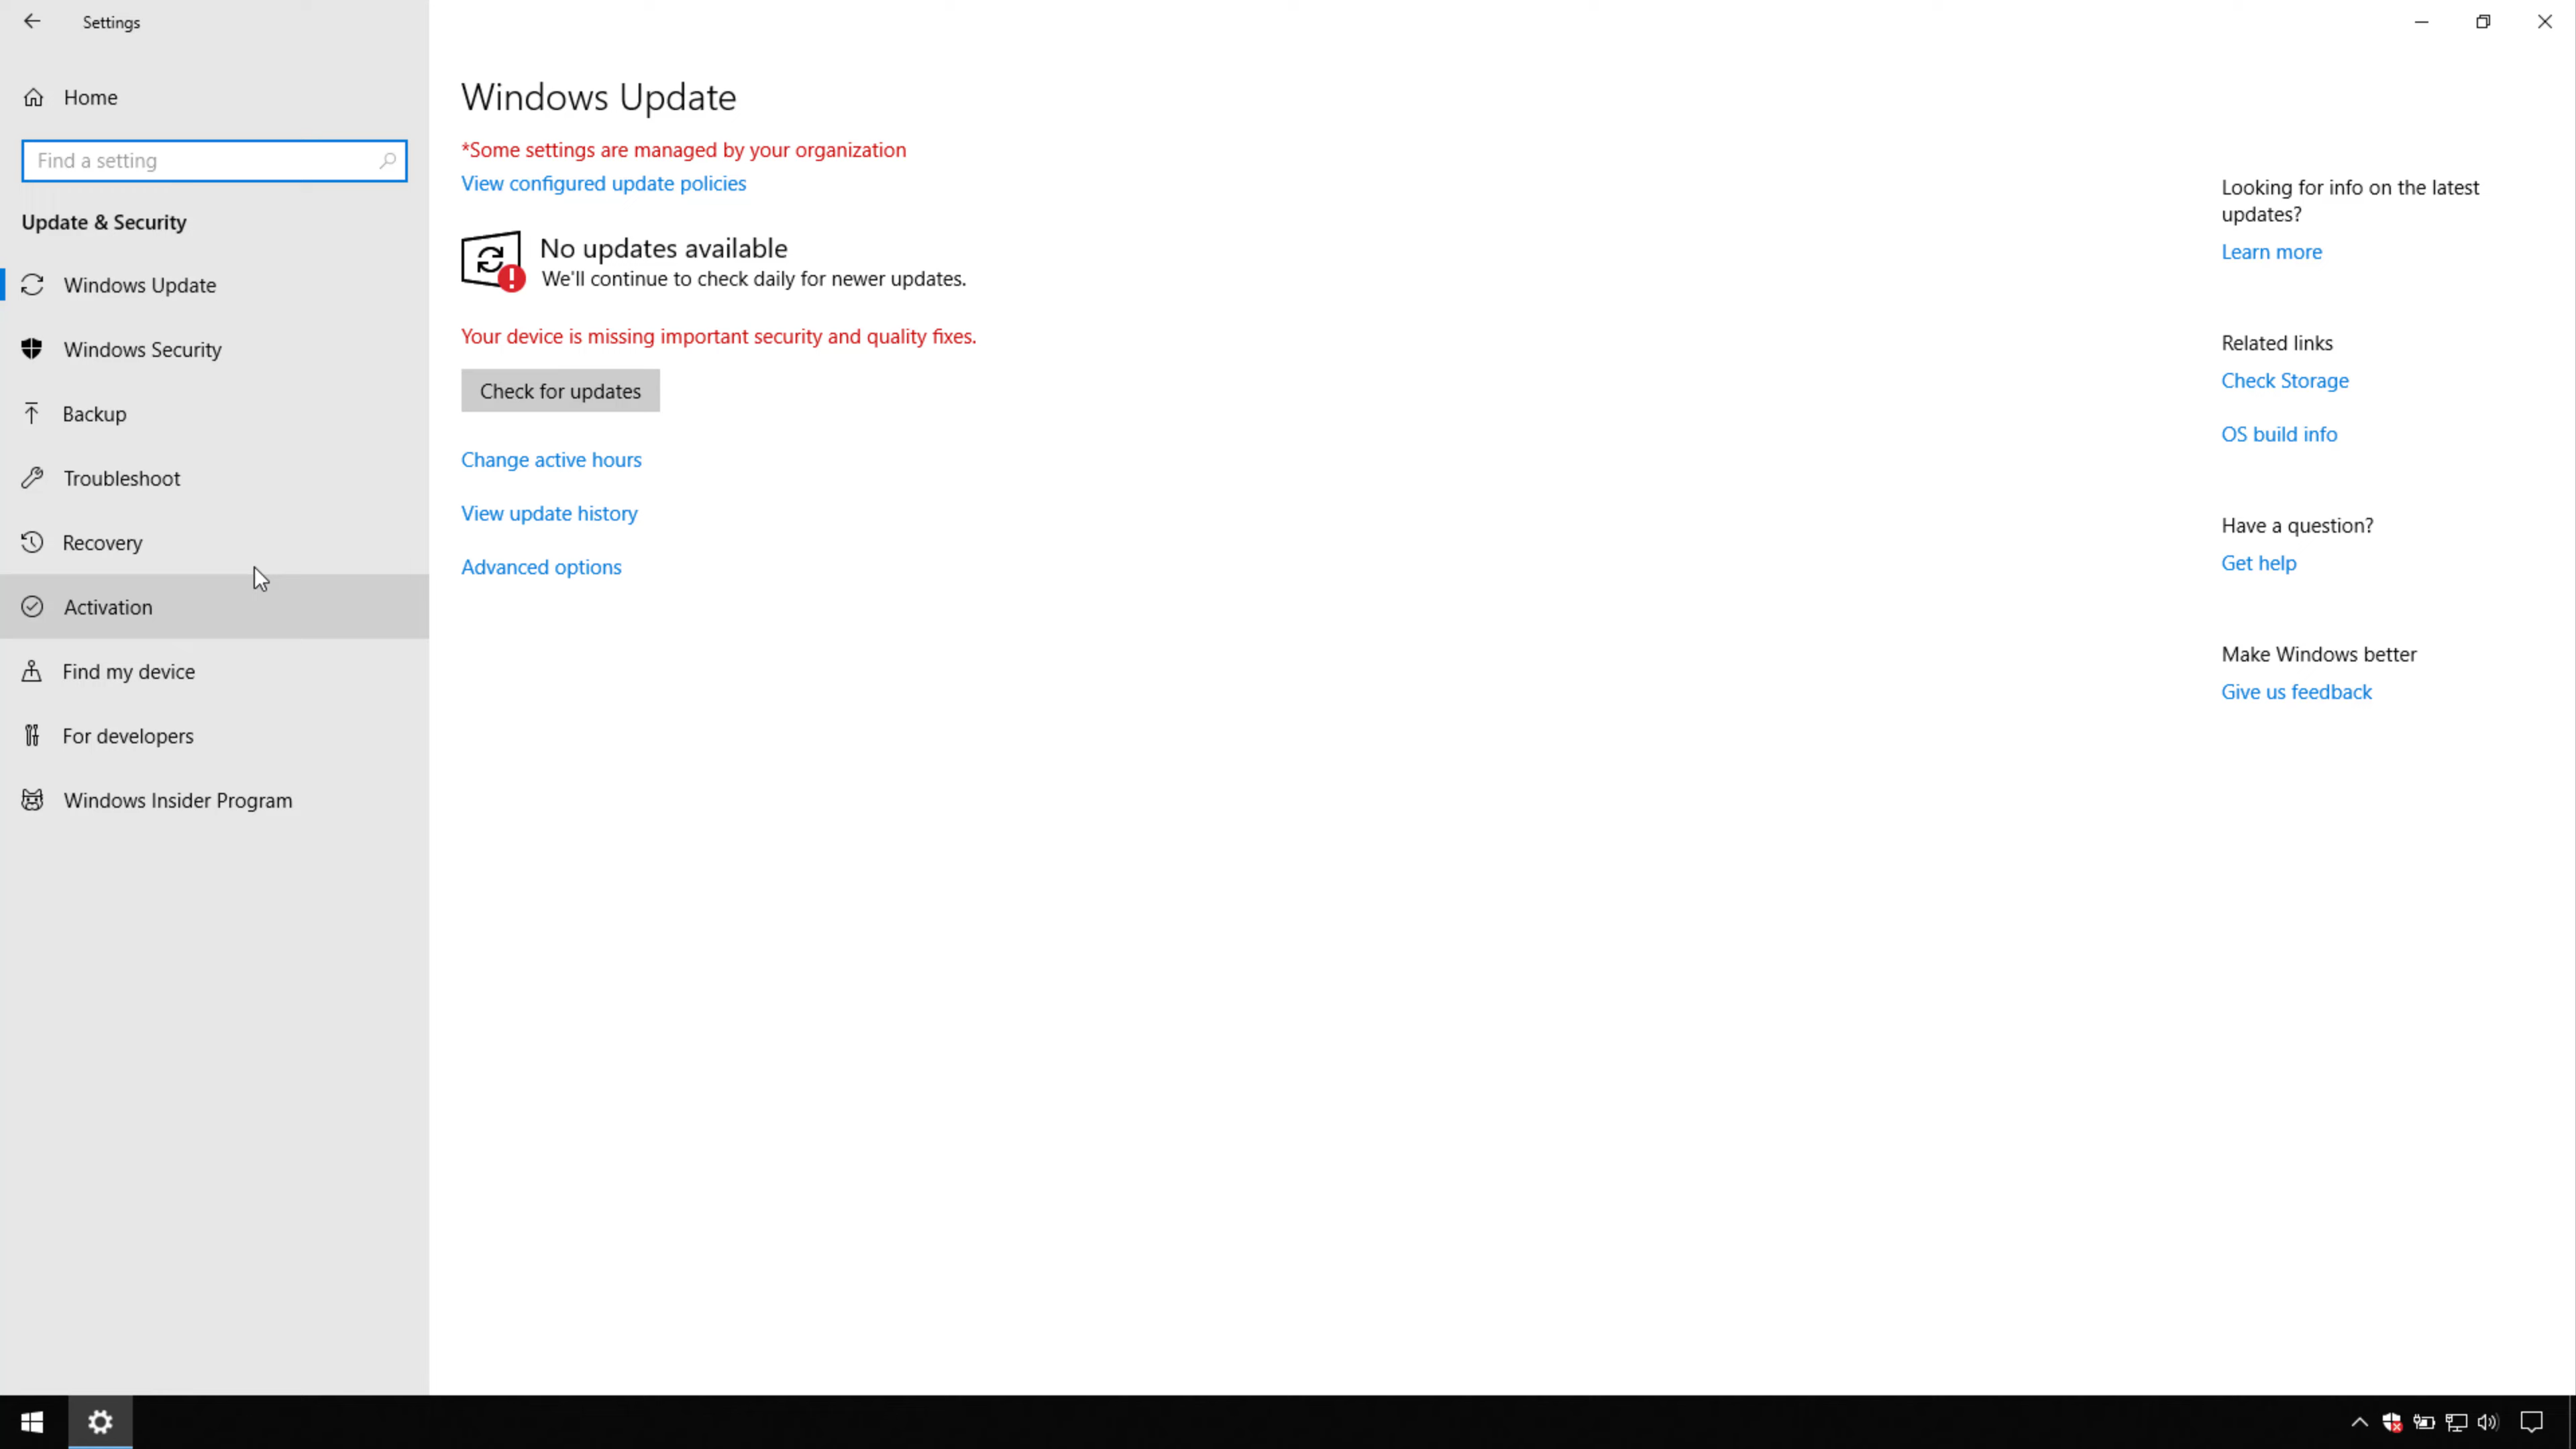 Settings
Home
Find a setting
Update & Security
Windows Update
Windows Security
Backup
Troubleshoot
Recovery
Activation
Find my device
For developers
Windows Insider Program
Windows Update
*Some settings are managed by your organization
View configured update policies
No updates available
We'll continue to check daily for newer updates.
Your device is missing important security and quality fixes.
Check for updates
Change active hours
View update history
Advanced options
Looking for info on the latest
updates?
Learn more
Related links
Check Storage
OS build info
Have a question?
Get help
Make Windows better
Give us feedback